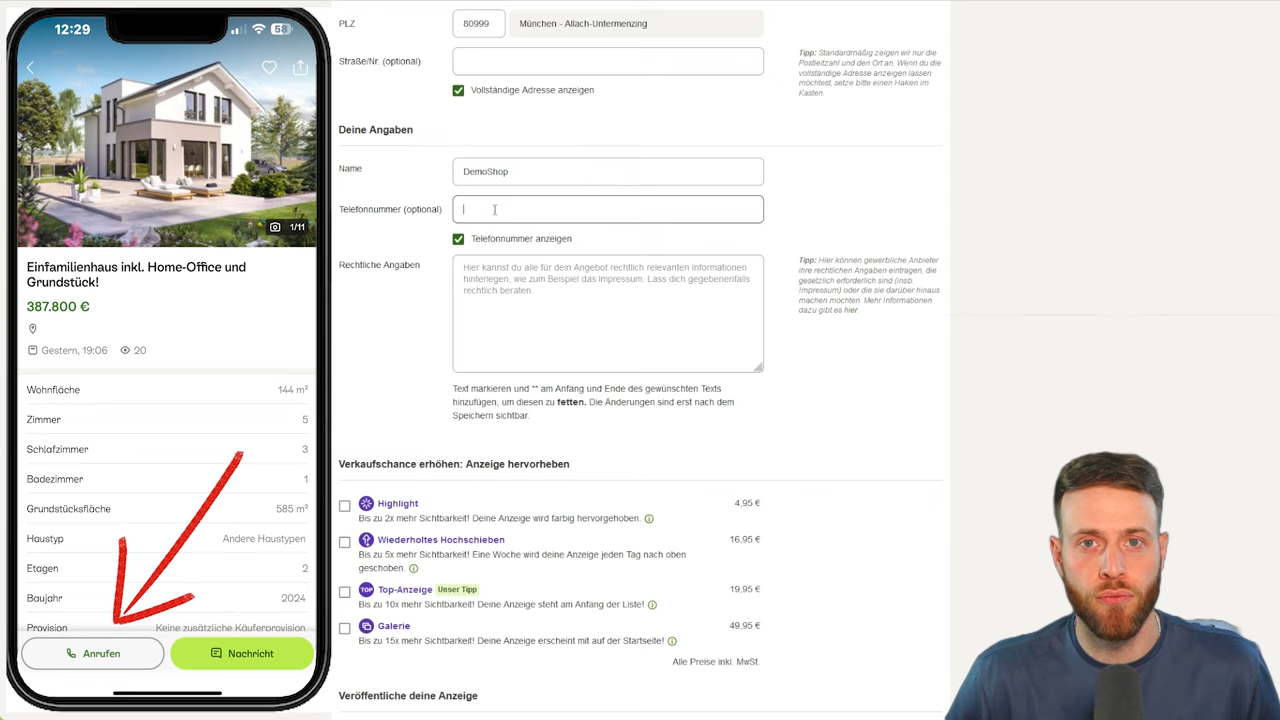 12:29
53
1/11
Einfamilienhaus inkl. Home-Office und
Grundstück!
387.800 €
Gestern, 19:06
20
Wohnfläche 144 m²
Zimmer 5
Schlafzimmer 3
Badezimmer 1
Grundstücksfläche 585 m²
Haustyp Andere Haustypen
Etagen 2
Baujahr 2024
Provision Keine zusätzliche Käuferprovision
Anrufen
Nachricht
PLZ
80999
München - Allach-Untermenzing
Straße/Nr. (optional)
Vollständige Adresse anzeigen
Tipp: Standardmäßig zeigen wir nur die
Postleitzahl und den Ort an. Wenn du die
vollständige Adresse anzeigen lassen
möchtest, setze bitte einen Haken im
Kasten.
Deine Angaben
Name
DemoShop
Telefonnummer (optional)
Telefonnummer anzeigen
Rechtliche Angaben
Hier kannst du alle für dein Angebot rechtlich relevanten Informationen
hinterlegen, wie zum Beispiel das Impressum. Lass dich gegebenenfalls
rechtlich beraten.
Tipp: Hier können gewerbliche Anbieter
ihre rechtlichen Angaben eintragen, die
gesetzlich erforderlich sind (insb.
Impressum) oder die sie darüber hinaus
machen möchten. Mehr Informationen
dazu gibt es hier.
Text markieren und ** am Anfang und Ende des gewünschten Texts
hinzufügen, um diesen zu fetten. Die Änderungen sind erst nach dem
Speichern sichtbar.
Verkaufschance erhöhen: Anzeige hervorheben
Highlight 4,95 €
Bis zu 2x mehr Sichtbarkeit! Deine Anzeige wird farbig hervorgehoben.
Wiederholtes Hochschieben 16,95 €
Bis zu 5x mehr Sichtbarkeit! Eine Woche wird deine Anzeige jeden Tag nach oben
geschoben.
TOP Top-Anzeige Unser Tipp 19,95 €
Bis zu 10x mehr Sichtbarkeit! Deine Anzeige steht am Anfang der Liste!
Galerie 49,95 €
Bis zu 15x mehr Sichtbarkeit! Deine Anzeige erscheint mit auf der Startseite!
Alle Preise inkl. MwSt.
Veröffentliche deine Anzeige